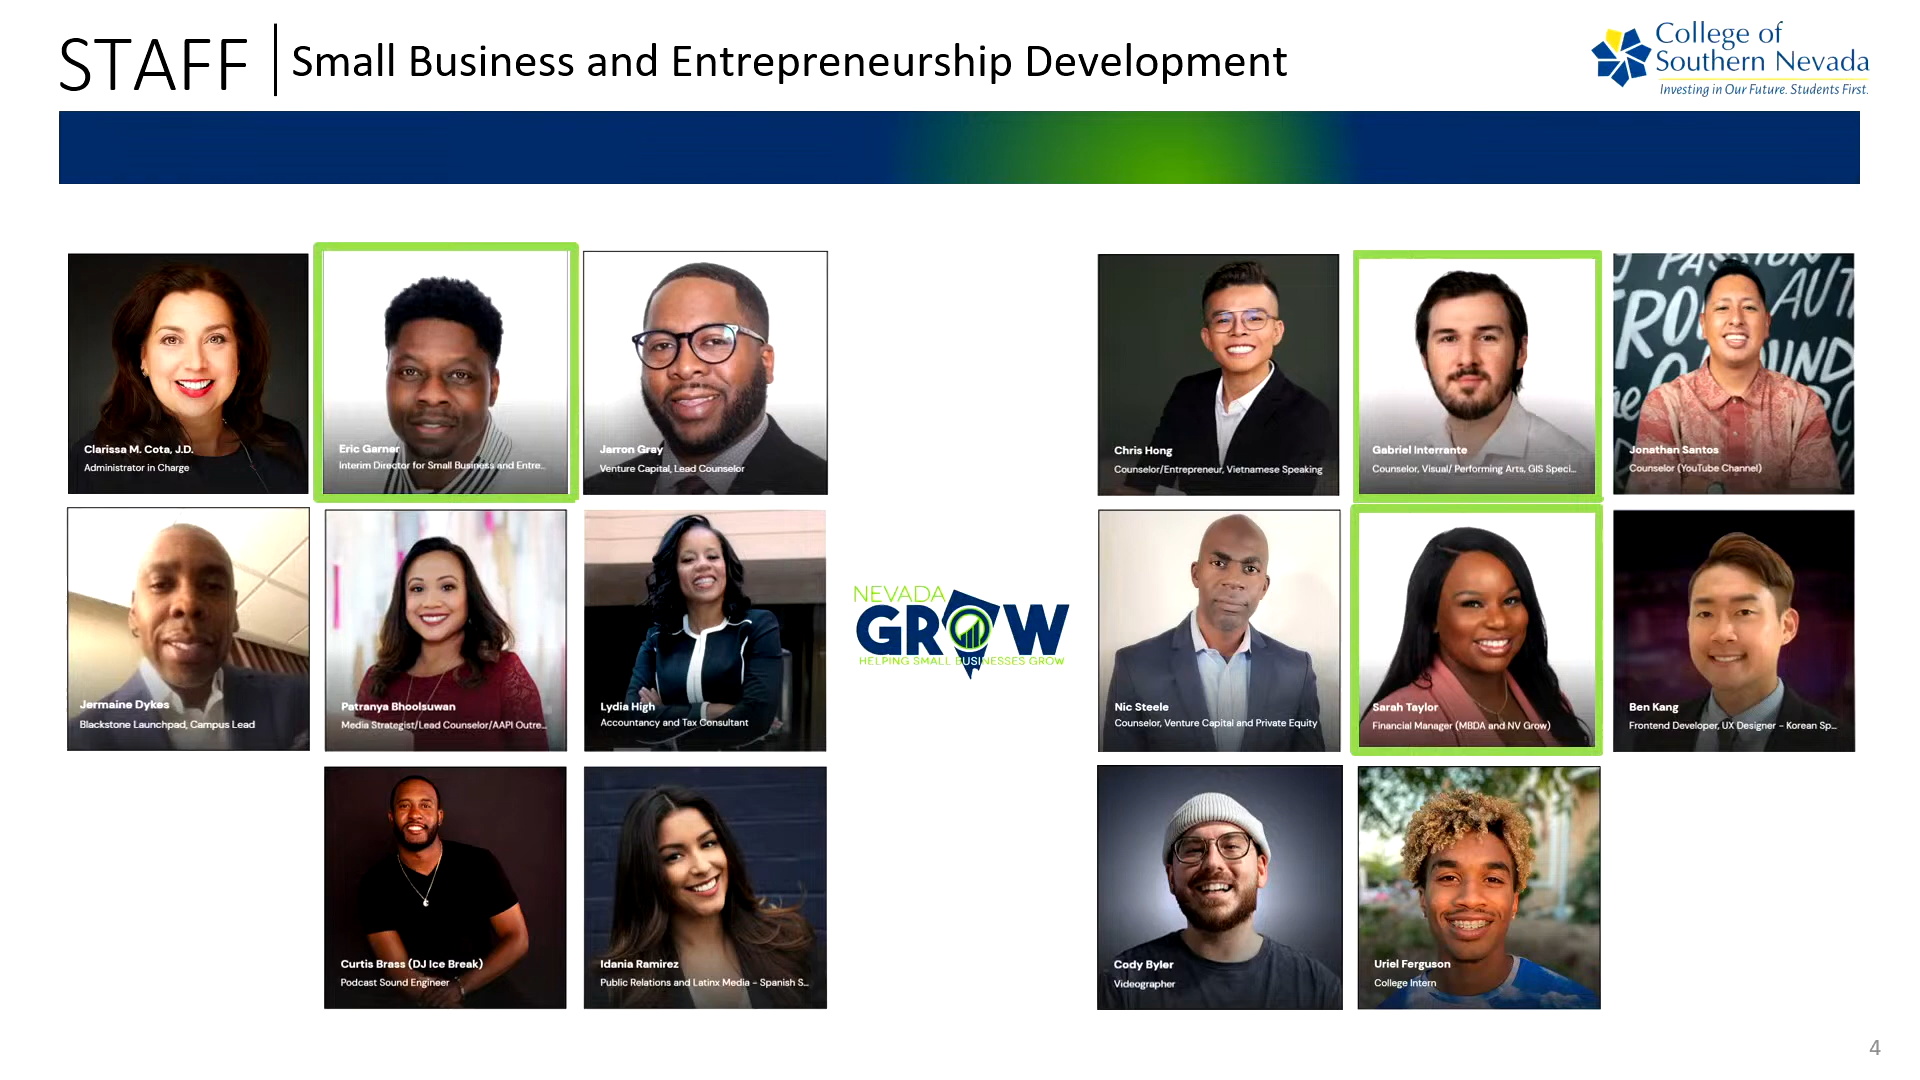 STAFF
Small Business and Entrepreneurship Development
College of
Southern Nevada
Investing in Our Future. Students First.
Clarissa M. Cota, J.D.
Administrator in Charge
Eric Garner
Interim Director for Small Business and Entre...
Jarron Gray
Venture Capital, Lead Counselor
Chris Hong
Counselor/Entrepreneur, Vietnamese Speaking
Gabriel Interrante
Counselor, Visual/ Performing Arts, GIS Speci...
PASSION
AUT
Jonathan Santos
Counselor (YouTube Channel)
Jermaine Dykes
Blackstone Launchpad, Campus Lead
Patranya Bhoolsuwan
Media Strategist/Lead Counselor/AAPI Outre...
Lydia High
Accountancy and Tax Consultant
NEVADA
GROW
HELPING SMALL BUSINESSES GROW
Nic Steele
Counselor, Venture Capital and Private Equity
Sarah Taylor
Financial Manager (MBDA and NV Grow)
Ben Kang
Frontend Developer, UX Designer - Korean Sp...
Curtis Brass (DJ Ice Break)
Podcast Sound Engineer
Idania Ramirez
Public Relations and Latinx Media - Spanish S...
Cody Byler
Videographer
Uriel Ferguson
College Intern
4